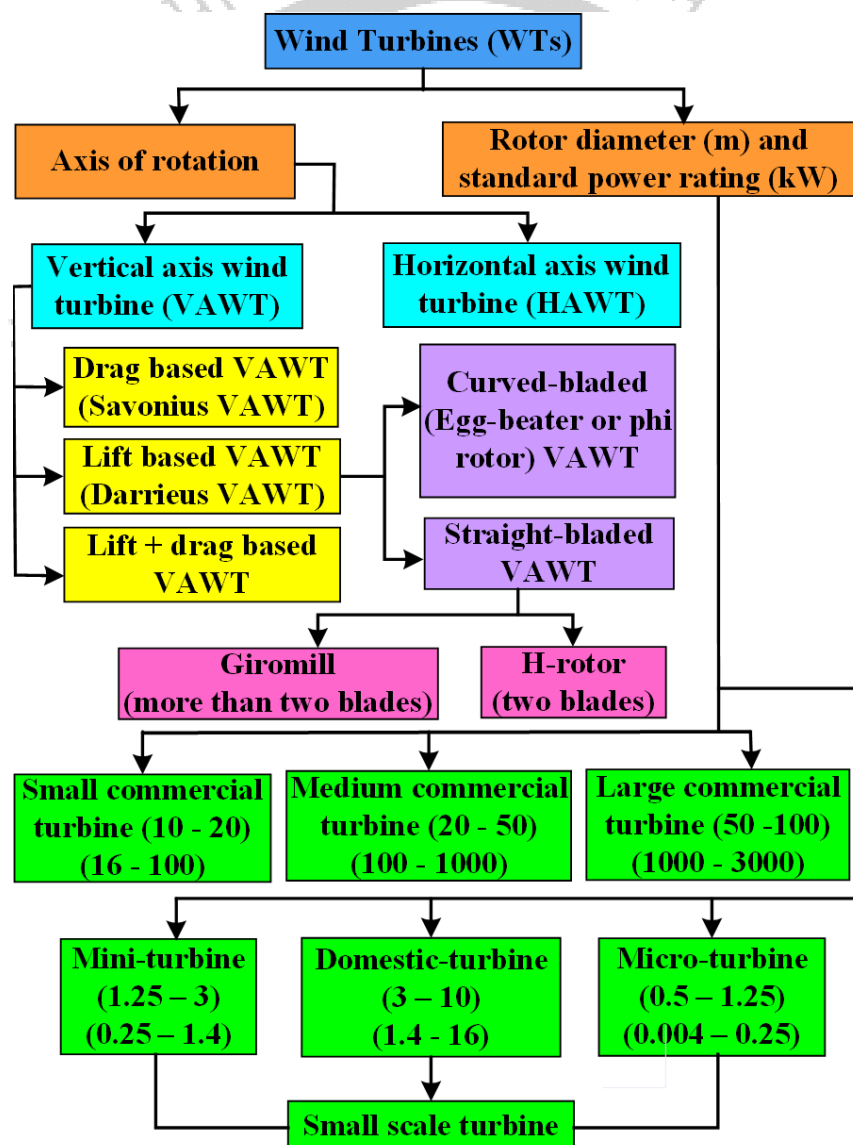 Wind Turbines (WTs)
Axis of rotation
Rotor diameter (m) and
standard power rating (kW)
Vertical axis wind
turbine (VAWT)
Horizontal axis wind
turbine (HAWT)
Drag based VAWT
(Savonius VAWT)
Lift based VAWT
(Darrieus VAWT)
Lift + drag based
VAWT
Curved-bladed
(Egg-beater or phi
rotor) VAWT
Straight-bladed
VAWT
Giromill
(more than two blades)
H-rotor
(two blades)
Small commercial
turbine (10 - 20)
(16 - 100)
Medium commercial
turbine (20 - 50)
(100 - 1000)
Large commercial
turbine (50 -100)
(1000 - 3000)
Mini-turbine
(1.25 – 3)
(0.25 – 1.4)
Domestic-turbine
(3 – 10)
(1.4 - 16)
Micro-turbine
(0.5 – 1.25)
(0.004 – 0.25)
Small scale turbine